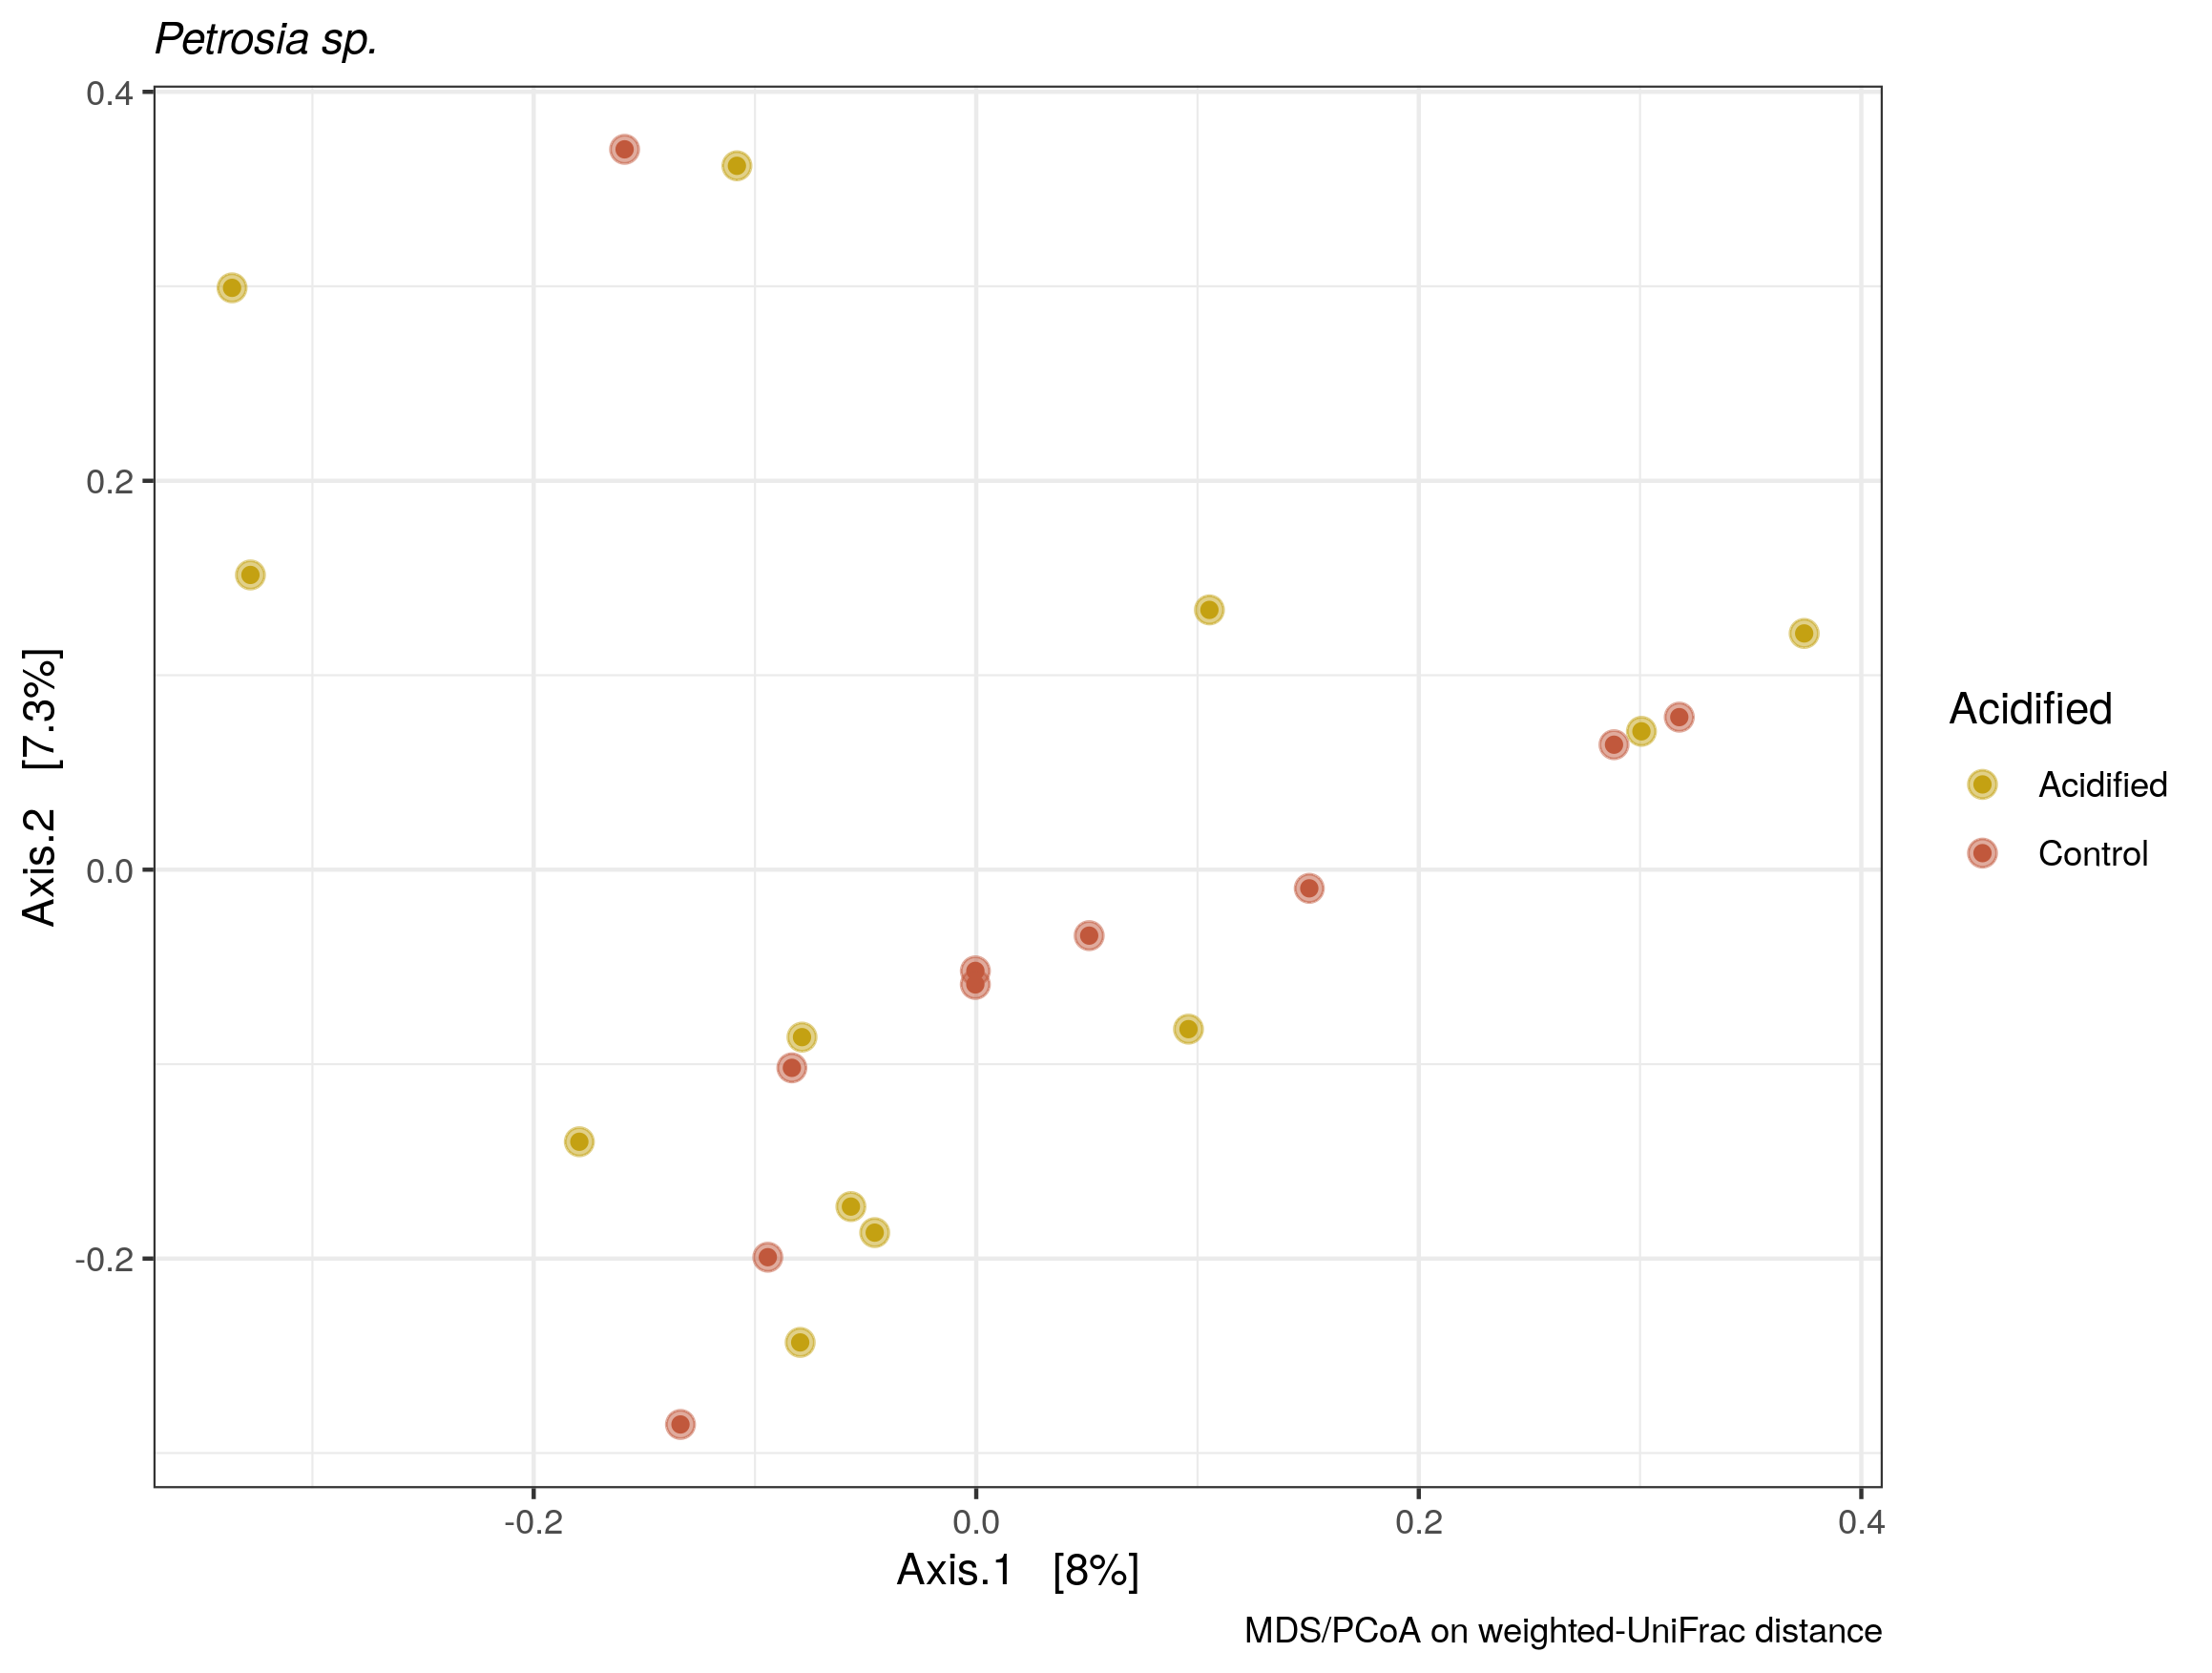 Petrosia sp.
0.4
0.2
0.0
-0.2
Axis.2 [7.3%]
-0.2
0.0
0.2
0.4
Axis.1 [8%]
Acidified
Acidified
Control
MDS/PCoA on weighted-UniFrac distance